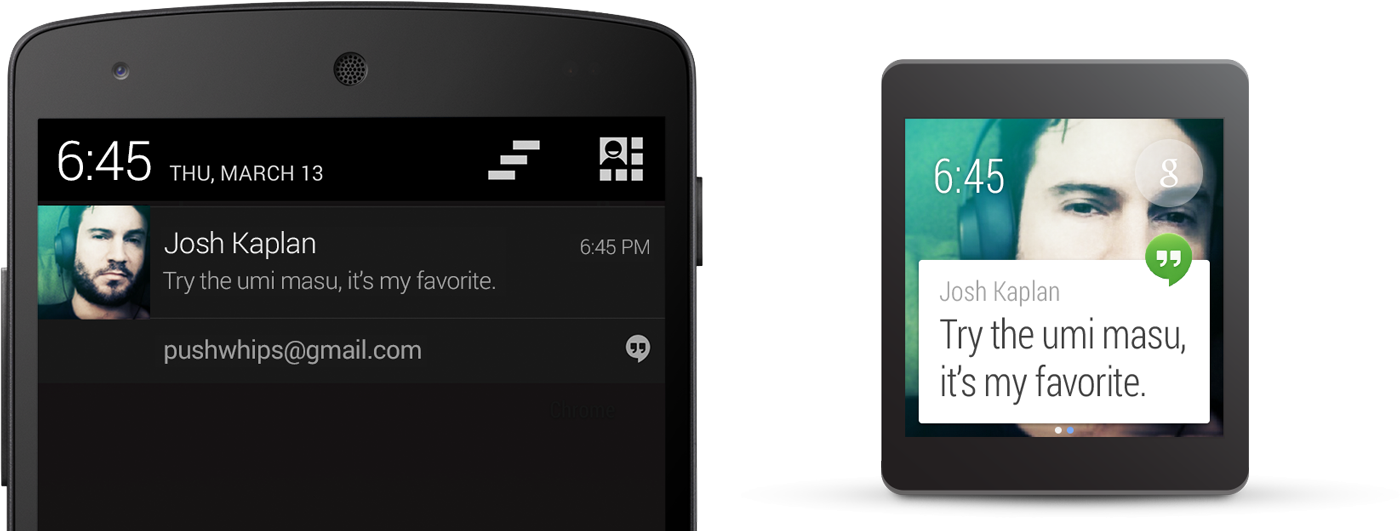 6:45 THU, MARCH 13
Josh Kaplan 6:45 PM
Try the umi masu, it's my favorite.
pushwhips@gmail.com
Chrome
6:45 g
Josh Kaplan
Try the umi masu,
it's my favorite.